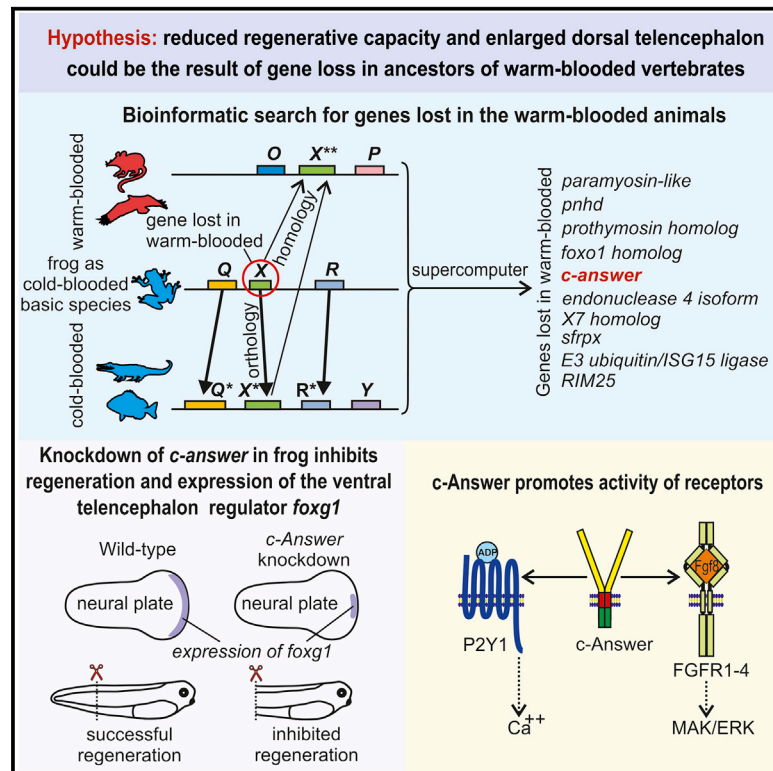 Hypothesis: reduced regenerative capacity and enlarged dorsal telencephalon
could be the result of gene loss in ancestors of warm-blooded vertebrates
Bioinformatic search for genes lost in the warm-blooded animals
warm-blooded
O X** P
gene lost in
warm-blooded
homology
frog as
cold-blooded
basic species
Q X R
orthology
cold-blooded
Q* X* R* Y
supercomputer
Genes lost in warm-blooded
paramyosin-like
pnhd
prothymosin homolog
foxo1 homolog
c-answer
endonuclease 4 isoform
X7 homolog
sfrpx
E3 ubiquitin/ISG15 ligase
RIM25
Knockdown of c-answer in frog inhibits
regeneration and expression of the ventral
telencephalon regulator foxg1
Wild-type
c-Answer
knockdown
neural plate
neural plate
expression of foxg1
successful
regeneration
inhibited
regeneration
c-Answer promotes activity of receptors
ADP
Fgf8
P2Y1
c-Answer
FGFR1-4
Ca++
MAK/ERK